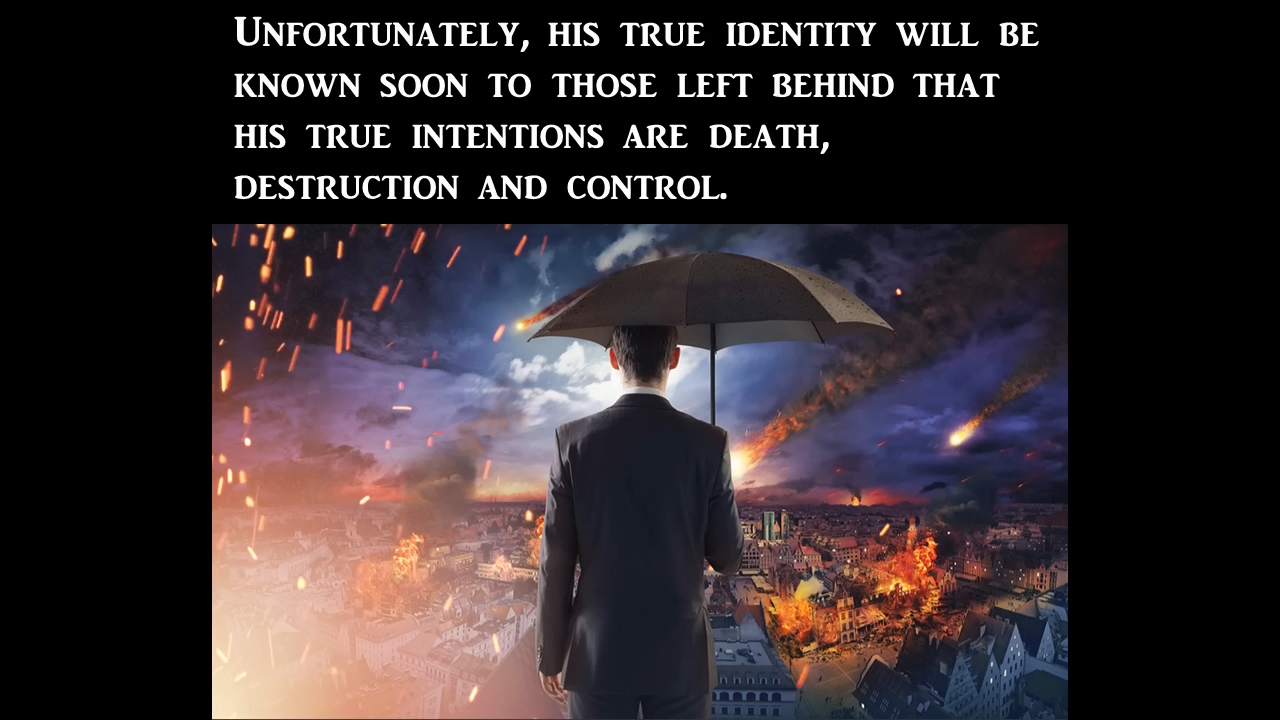 Unfortunately, his true identity will be
known soon to those left behind that
his true intentions are death,
destruction and control.